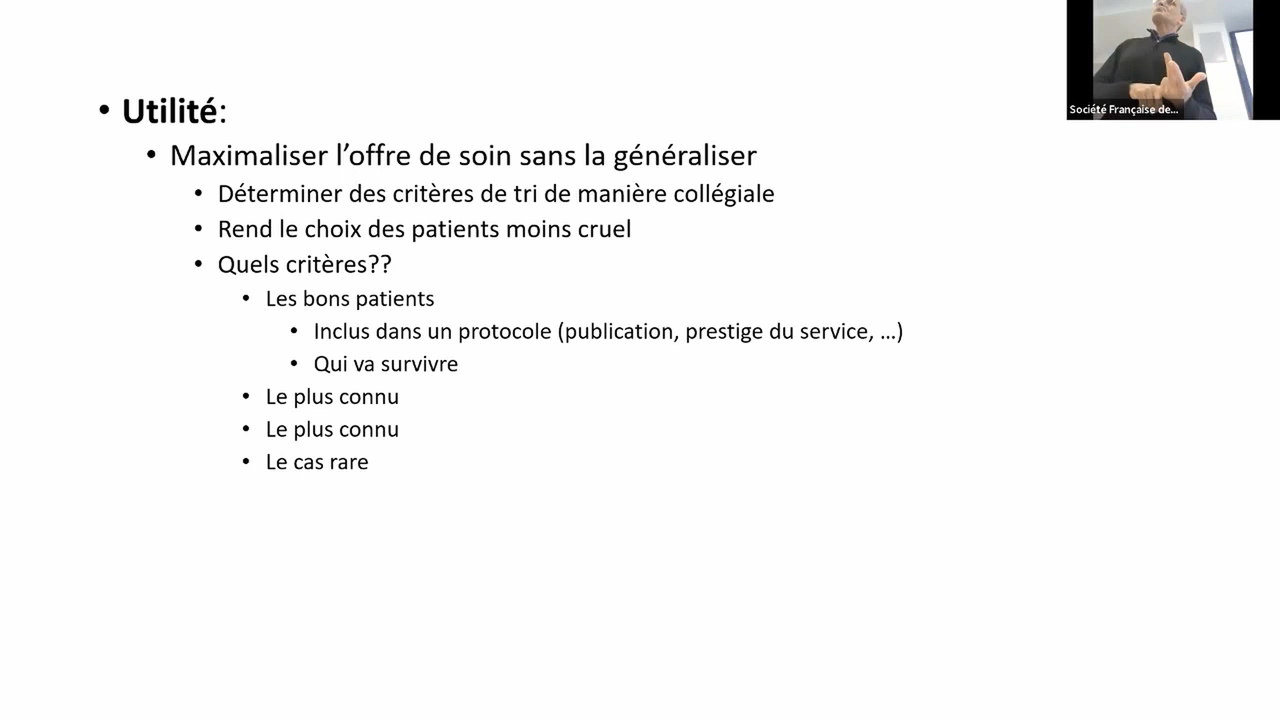 • Utilité:
• Maximaliser l’offre de soin sans la généraliser
• Déterminer des critères de tri de manière collégiale
• Rend le choix des patients moins cruel
• Quels critères??
• Les bons patients
• Inclus dans un protocole (publication, prestige du service, …)
• Qui va survivre
• Le plus connu
• Le plus connu
• Le cas rare
Société Française de...